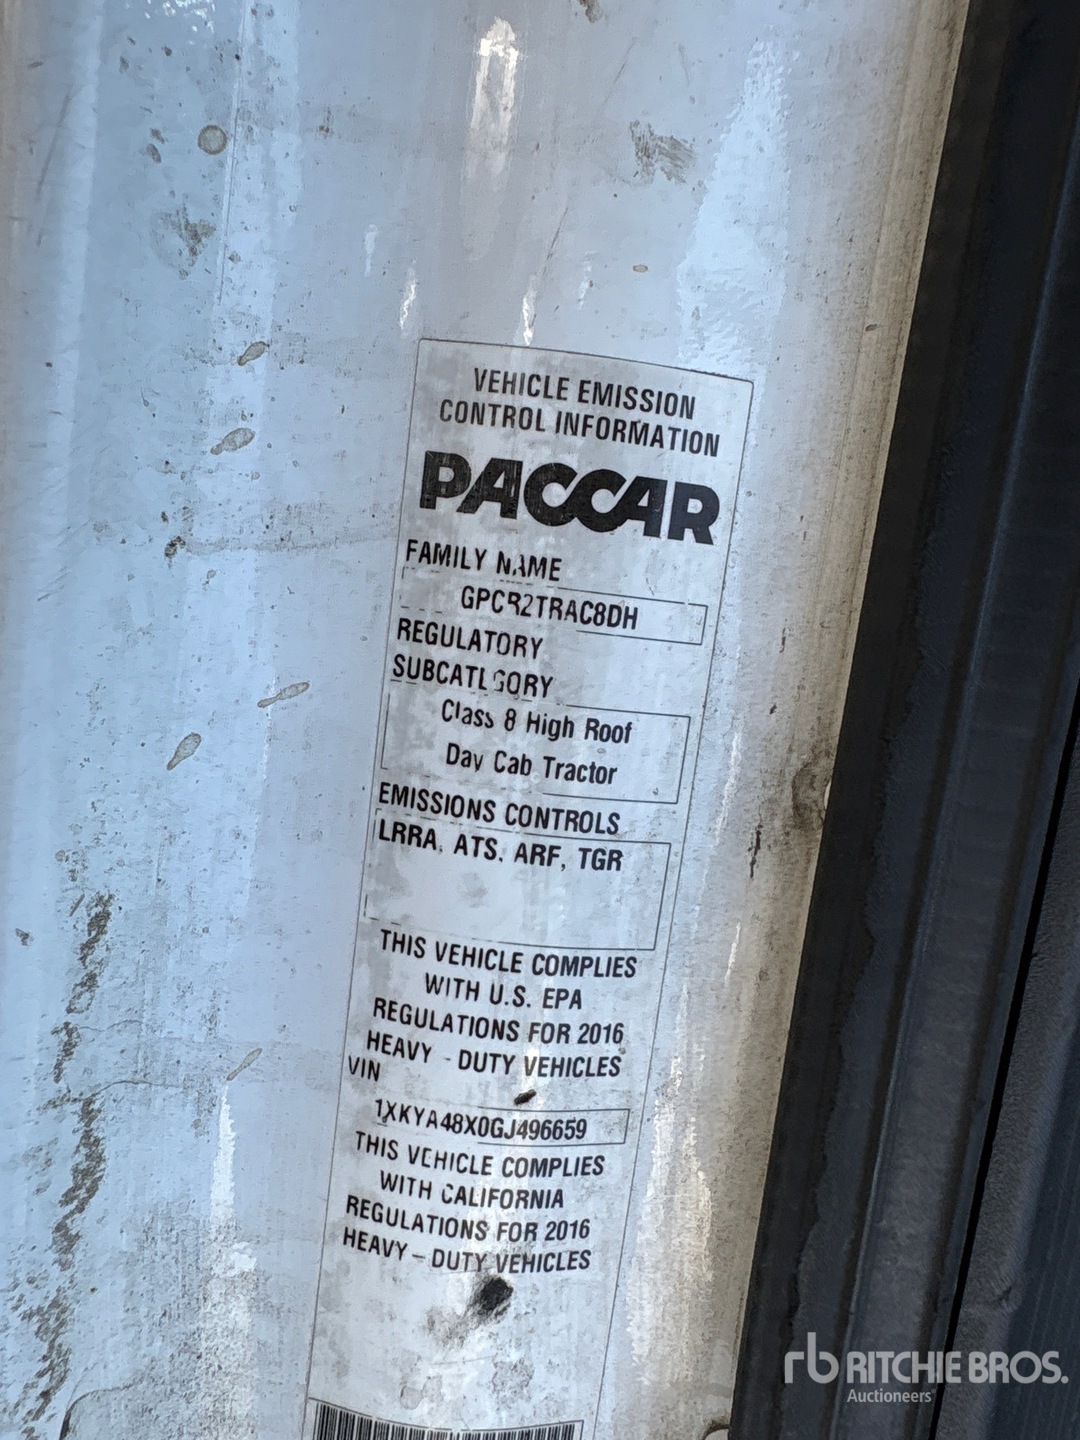 VEHICLE EMISSION
CONTROL INFORMATION
PACCAR
FAMILY NAME
GPCR2TRAC8DH
REGULATORY
SUBCATEGORY
Class 8 High Roof
Day Cab Tractor
EMISSIONS CONTROLS
LRRA, ATS, ARF, TGR
THIS VEHICLE COMPLIES
WITH U.S. EPA
REGULATIONS FOR 2016
HEAVY - DUTY VEHICLES
VIN
1XKYA48X0GJ496659
THIS VEHICLE COMPLIES
WITH CALIFORNIA
REGULATIONS FOR 2016
HEAVY - DUTY VEHICLES
rb RITCHIE BROS.
Auctioneers